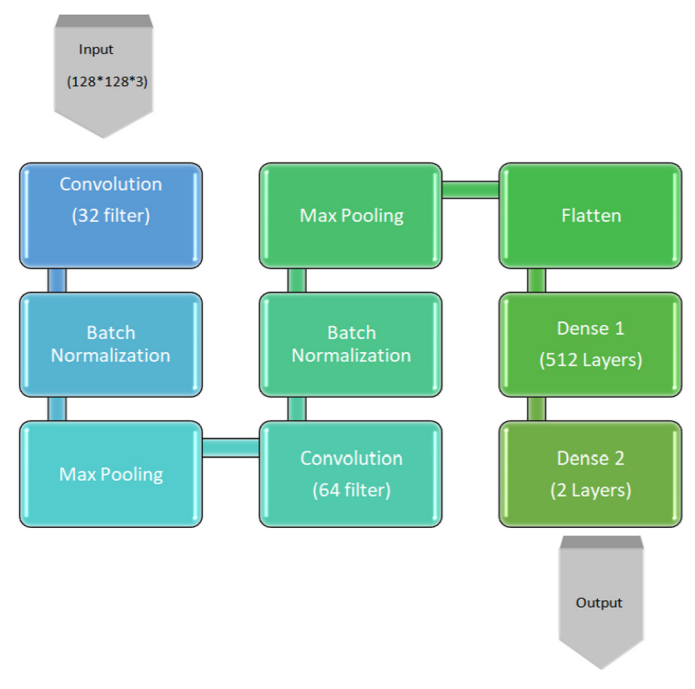 Input
(128*128*3)
Convolution
(32 filter)
Batch
Normalization
Max Pooling
Convolution
(64 filter)
Batch
Normalization
Max Pooling
Flatten
Dense 1
(512 Layers)
Dense 2
(2 Layers)
Output